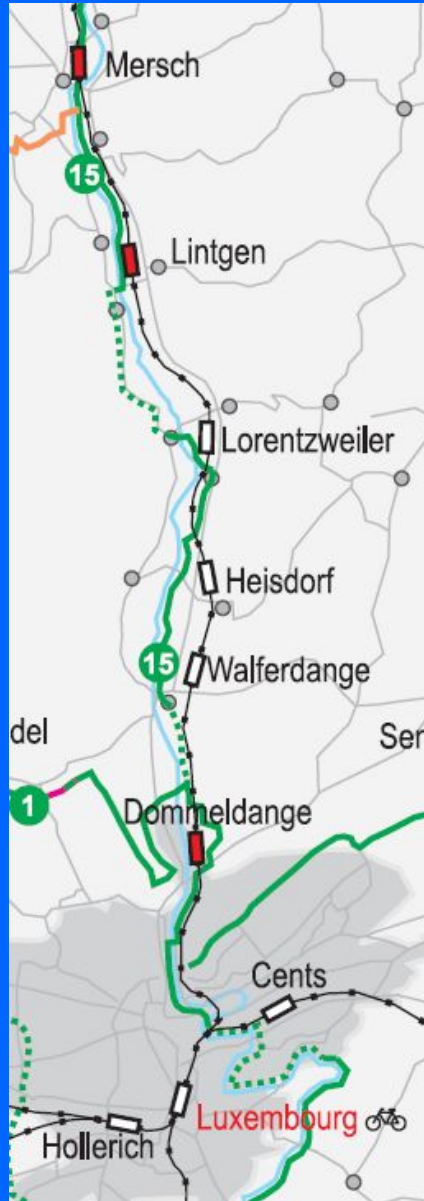 Mersch
15
Lintgen
Lorentzweiler
Heisdorf
15
Walferdange
del
Ser
1
Dommeldange
Cents
Luxembourg
Hollerich